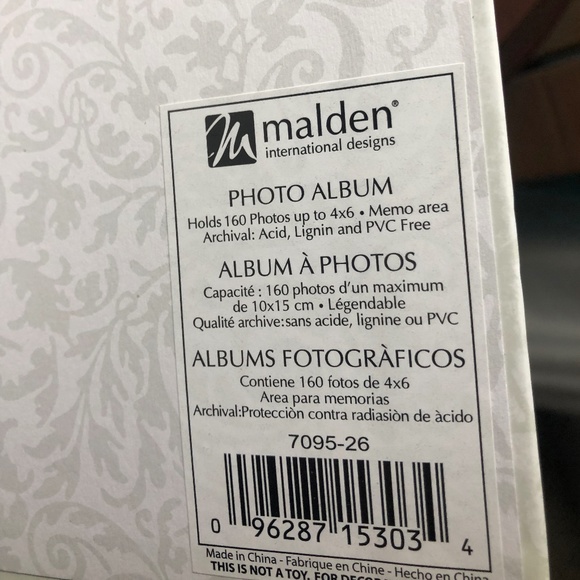 malden®
international designs
PHOTO ALBUM
Holds 160 Photos up to 4x6 • Memo area
Archival: Acid, Lignin and PVC Free
ALBUM À PHOTOS
Capacité : 160 photos d'un maximum
de 10x15 cm • Légendable
Qualité archive:sans acide, lignine ou PVC
ALBUMS FOTOGRÀFICOS
Contiene 160 fotos de 4x6
Area para memorias
Archival:Protecciòn contra radiasiòn de àcido
7095-26
0 96287 15303 4
Made in China - Fabrique en Chine - Hecho en China
THIS IS NOT A TOY. FOR